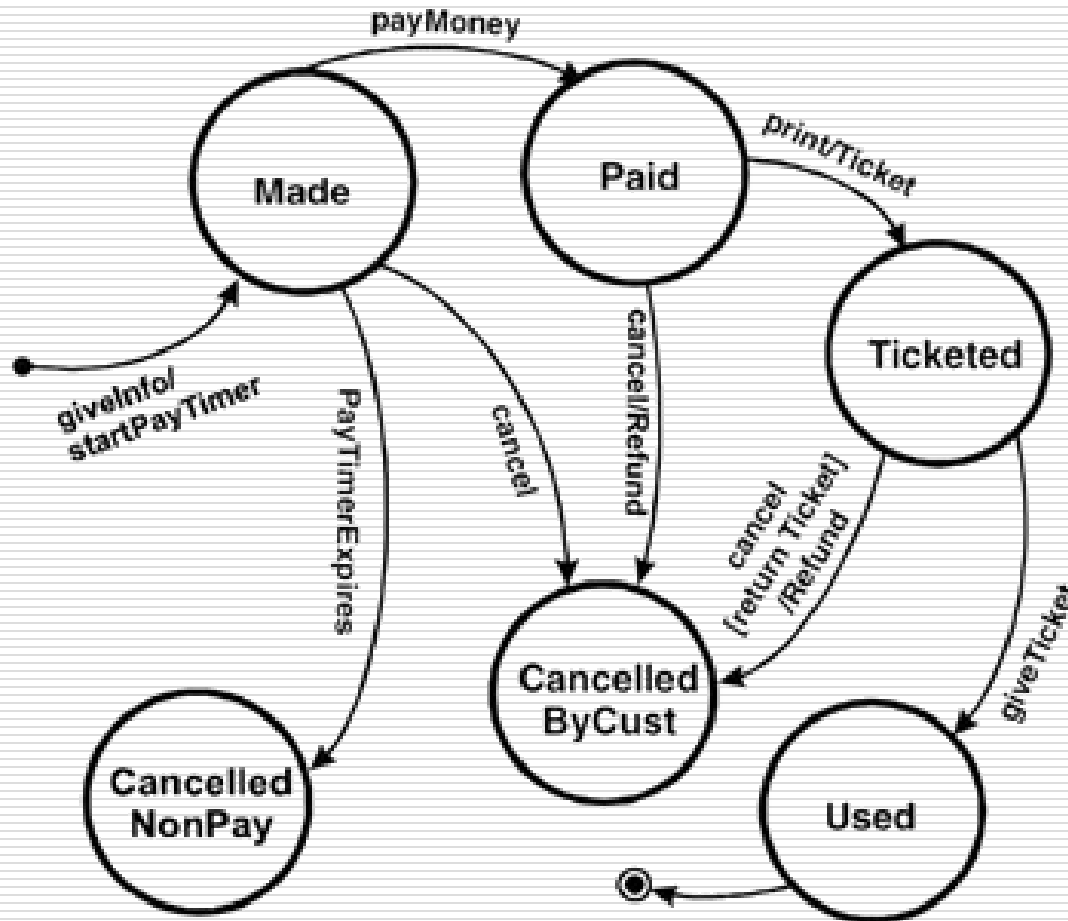 payMoney
Made
Paid
print/Ticket
Ticketed
giveInfo/
startPayTimer
PayTimerExpires
cancel
cancel/Refund
cancel
[return Ticket]
/Refund
giveTicket
Cancelled
ByCust
Cancelled
NonPay
Used